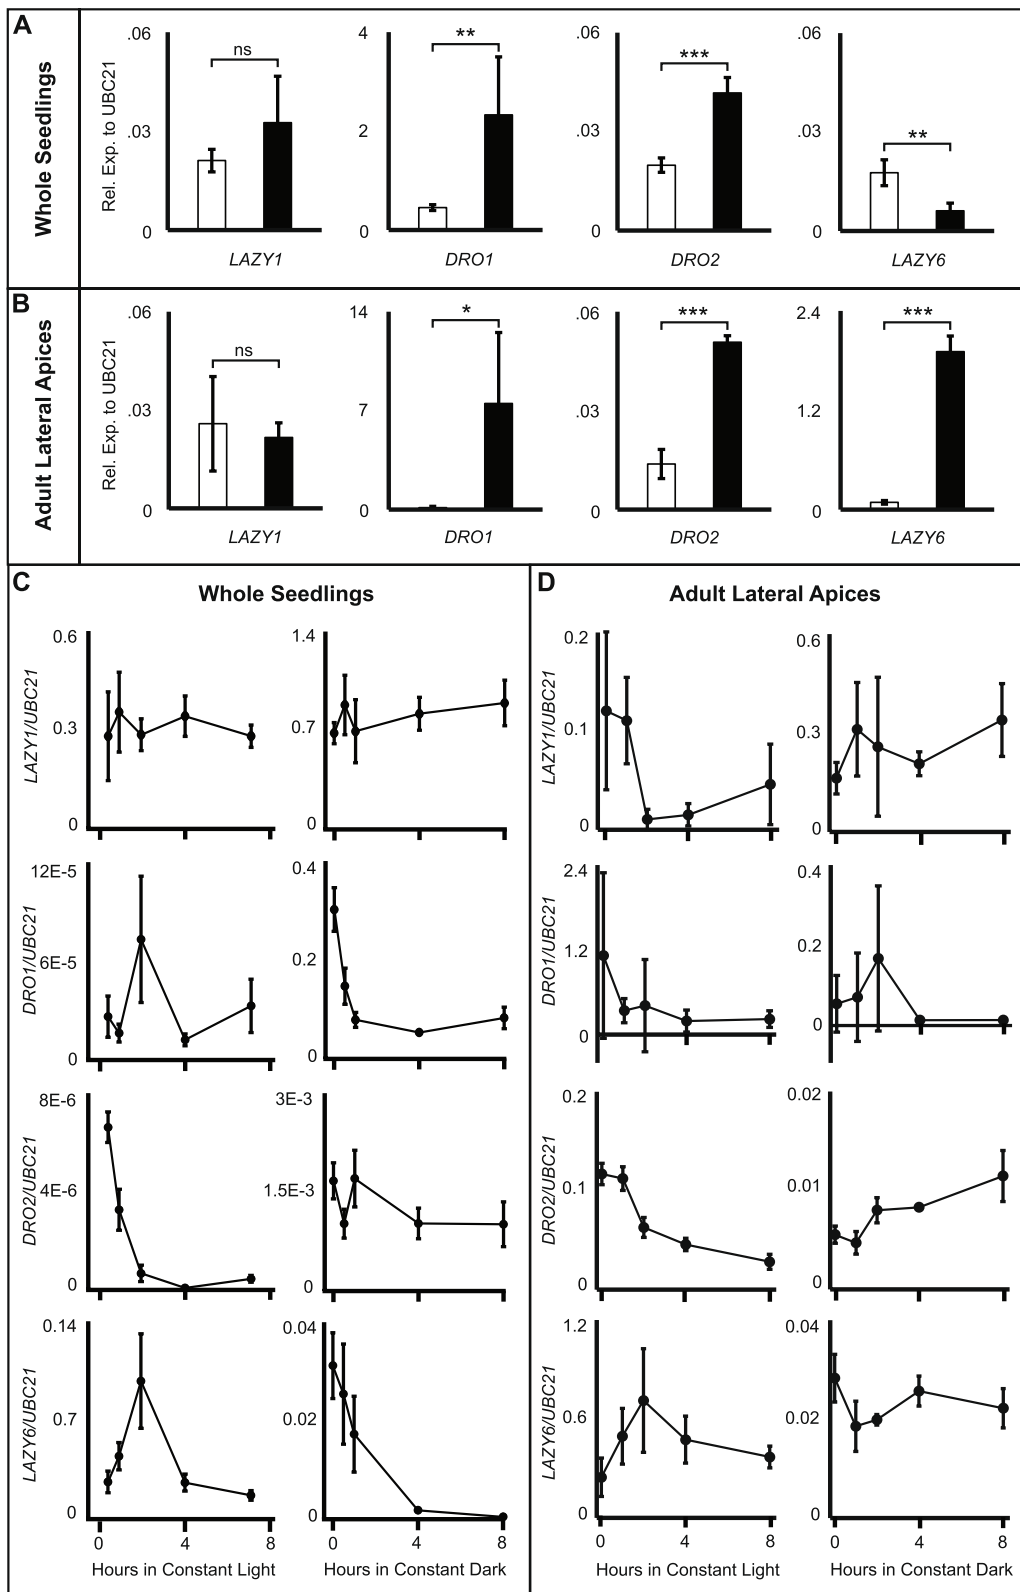 A
Whole Seedlings
Rel. Exp. to UBC21
.06
.03
0
ns
LAZY1
4
2
0
**
DRO1
.06
.03
0
***
DRO2
.06
.03
0
**
LAZY6
B
Adult Lateral Apices
Rel. Exp. to UBC21
.06
.03
0
ns
LAZY1
14
7
0
*
DRO1
.06
.03
0
***
DRO2
2.4
1.2
0
***
LAZY6
C
Whole Seedlings
LAZY1/UBC21
0.6
0.3
0
1.4
0.7
0
DRO1/UBC21
12E-5
6E-5
0
0.4
0.2
0
DRO2/UBC21
8E-6
4E-6
0
3E-3
1.5E-3
0
LAZY6/UBC21
0.14
0.7
0
0.04
0.02
0
0 4 8
0 4 8
Hours in Constant Light
Hours in Constant Dark
D
Adult Lateral Apices
LAZY1/UBC21
0.2
0.1
0
0.6
0.3
0
DRO1/UBC21
2.4
1.2
0
0.4
0.2
0
DRO2/UBC21
0.2
0.1
0
0.02
0.01
0
LAZY6/UBC21
1.2
0.6
0
0.04
0.02
0
0 4 8
0 4 8
Hours in Constant Light
Hours in Constant Dark